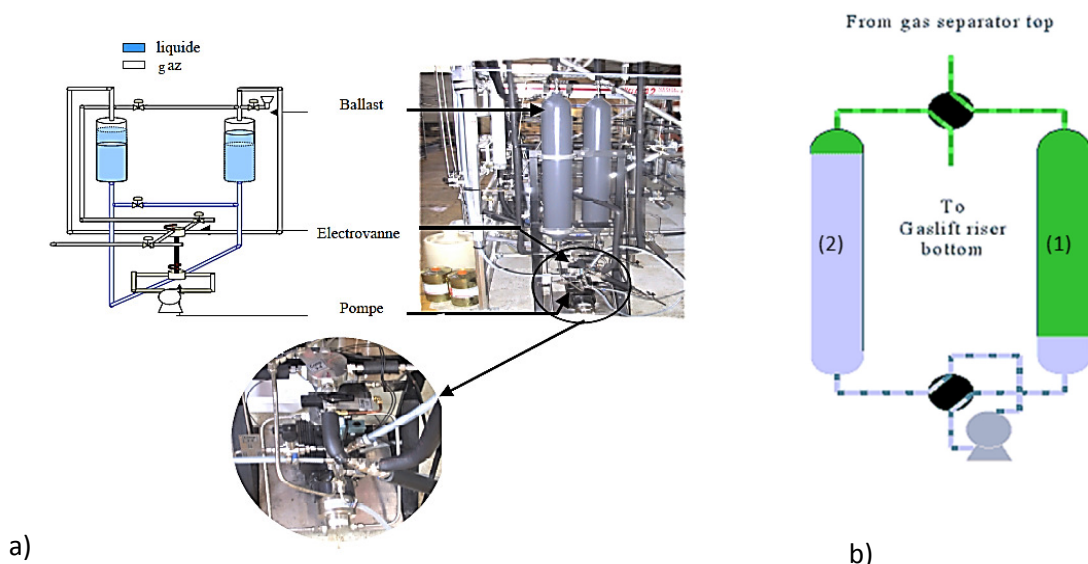 liquide
gaz
Ballast
Electrovanne
Pompe
a)
From gas separator top
(2)
To
Gaslift riser
bottom
(1)
b)